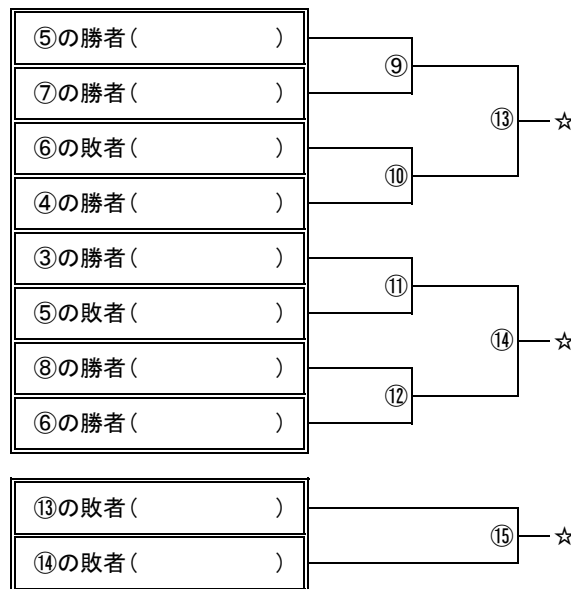 ⑤の勝者(　　　　)
⑨
⑦の勝者(　　　　)
⑬ ☆
⑥の敗者(　　　　)
⑩
④の勝者(　　　　)
③の勝者(　　　　)
⑪
⑤の敗者(　　　　)
⑭ ☆
⑧の勝者(　　　　)
⑫
⑥の勝者(　　　　)
⑬の敗者(　　　　)
⑮ ☆
⑭の敗者(　　　　)